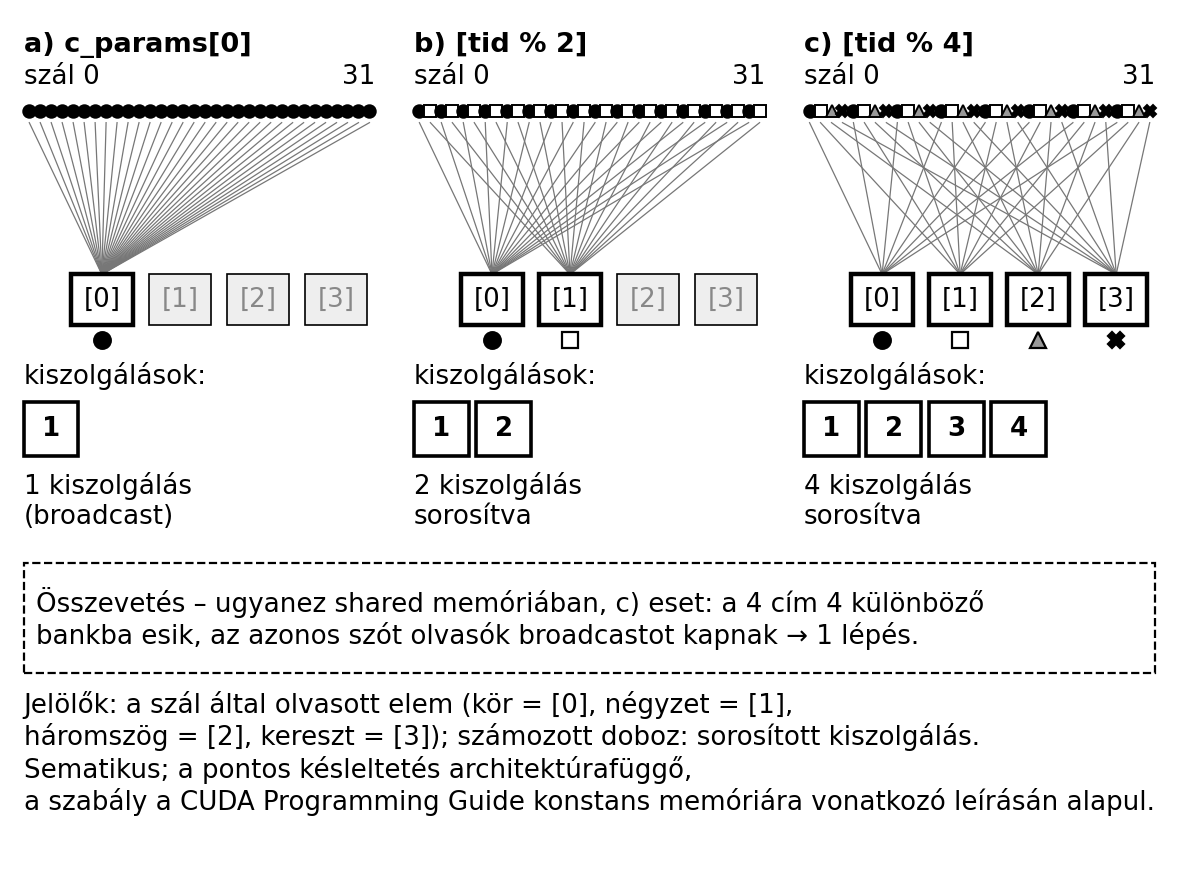 a) c_params[0]
szál 0 31
[0] [1] [2] [3]
kiszolgálások:
1
1 kiszolgálás
(broadcast)
b) [tid % 2]
szál 0 31
[0] [1] [2] [3]
kiszolgálások:
1 2
2 kiszolgálás
sorosítva
c) [tid % 4]
szál 0 31
[0] [1] [2] [3]
kiszolgálások:
1 2 3 4
4 kiszolgálás
sorosítva
Összevetés – ugyanez shared memóriában, c) eset: a 4 cím 4 különböző
bankba esik, az azonos szót olvasók broadcastot kapnak → 1 lépés.
Jelölők: a szál által olvasott elem (kör = [0], négyzet = [1],
háromszög = [2], kereszt = [3]); számozott doboz: sorosított kiszolgálás.
Sematikus; a pontos késleltetés architektúrafüggő,
a szabály a CUDA Programming Guide konstans memóriára vonatkozó leírásán alapul.